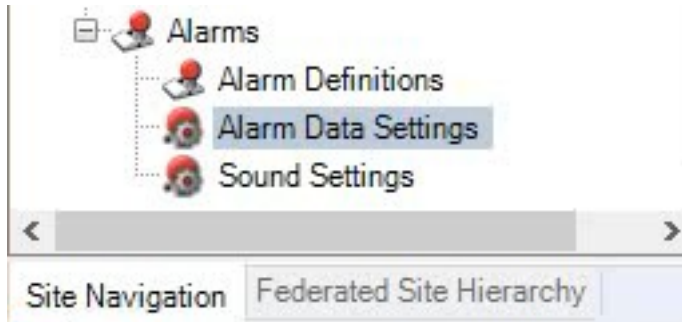 Alarms
Alarm Definitions
Alarm Data Settings
Sound Settings
Site Navigation Federated Site Hierarchy